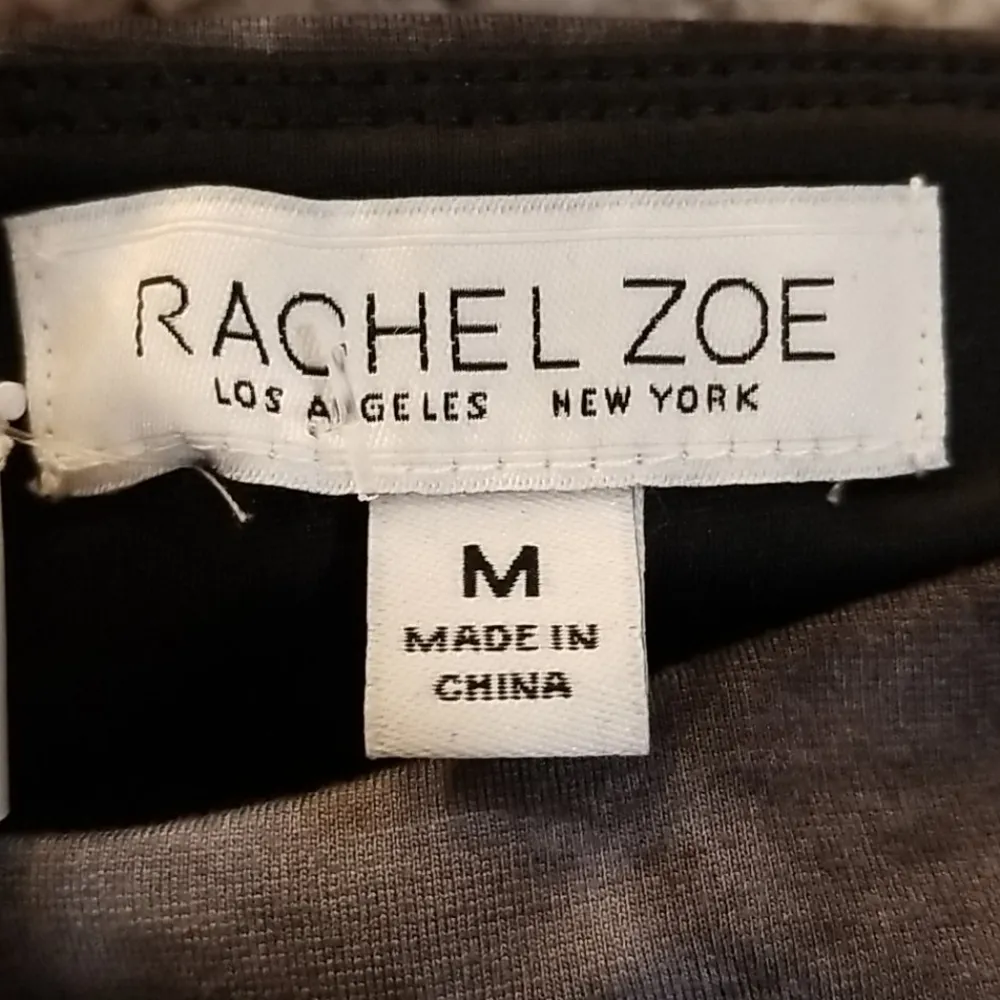 RACHEL ZOE
LOS ANGELES NEW YORK
M
MADE IN
CHINA